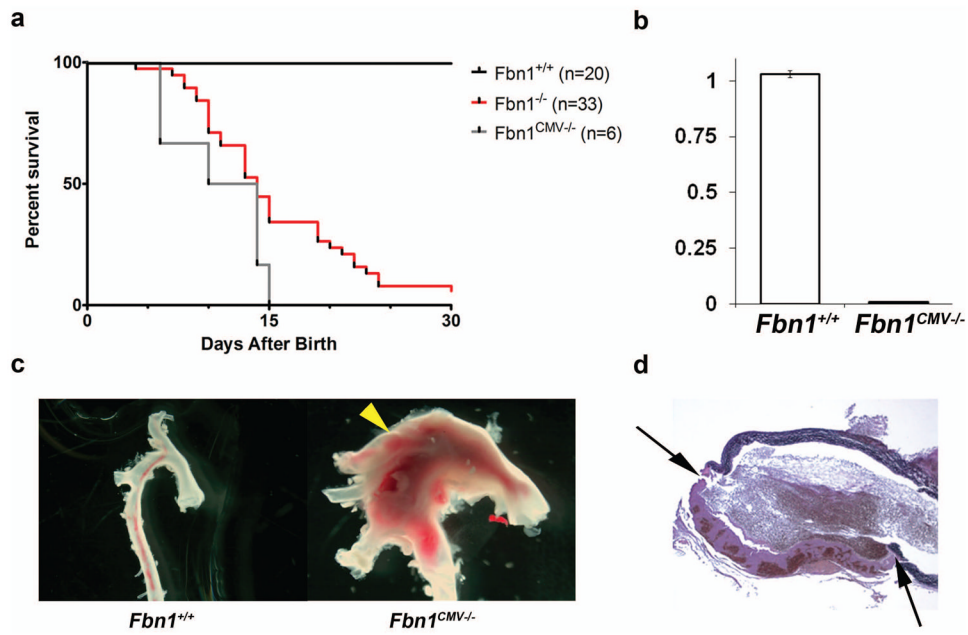 a
b
100
50
0
0
15
30
Percent survival
Days After Birth
Fbn1+/+ (n=20)
Fbn1-/- (n=33)
Fbn1CMV-/- (n=6)
1
0.75
0.5
0.25
0
Fbn1+/+ Fbn1CMV-/-
c
d
Fbn1+/+
Fbn1CMV-/-